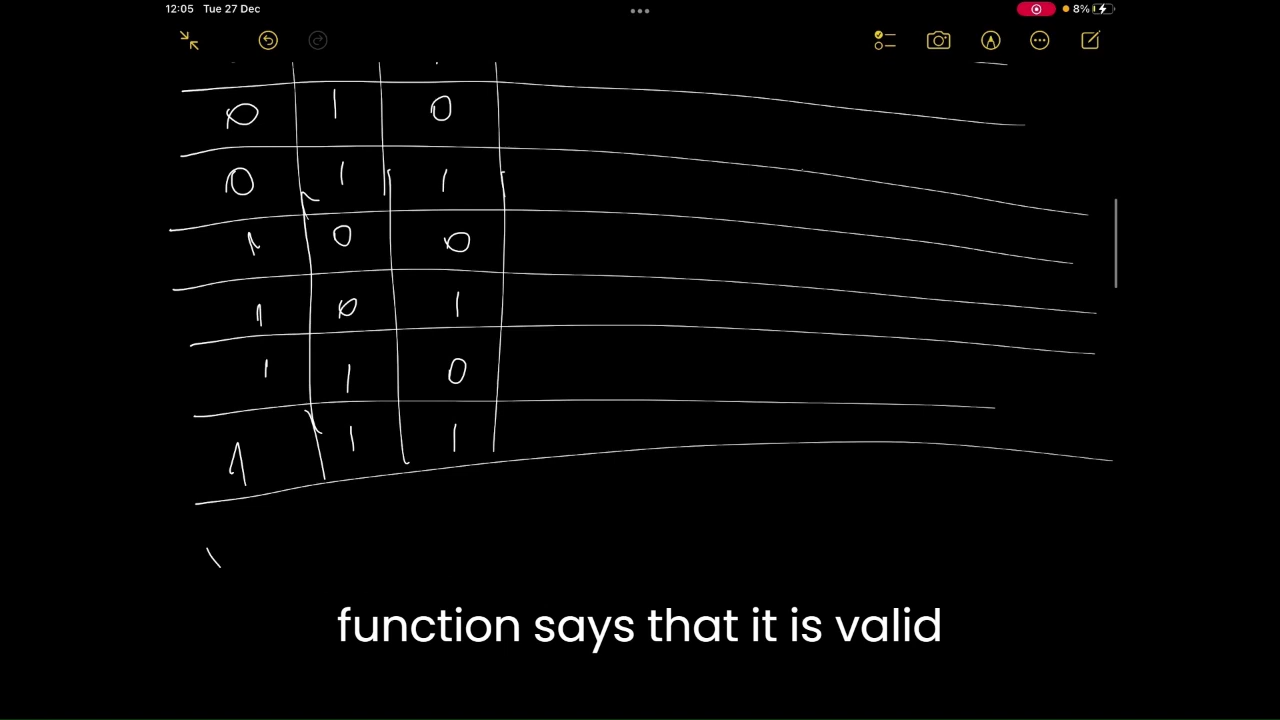 12:05 Tue 27 Dec 8%
0 1 0
0 1 1
1 0 0
1 0 1
1 1 0
1 1 1
function says that it is valid